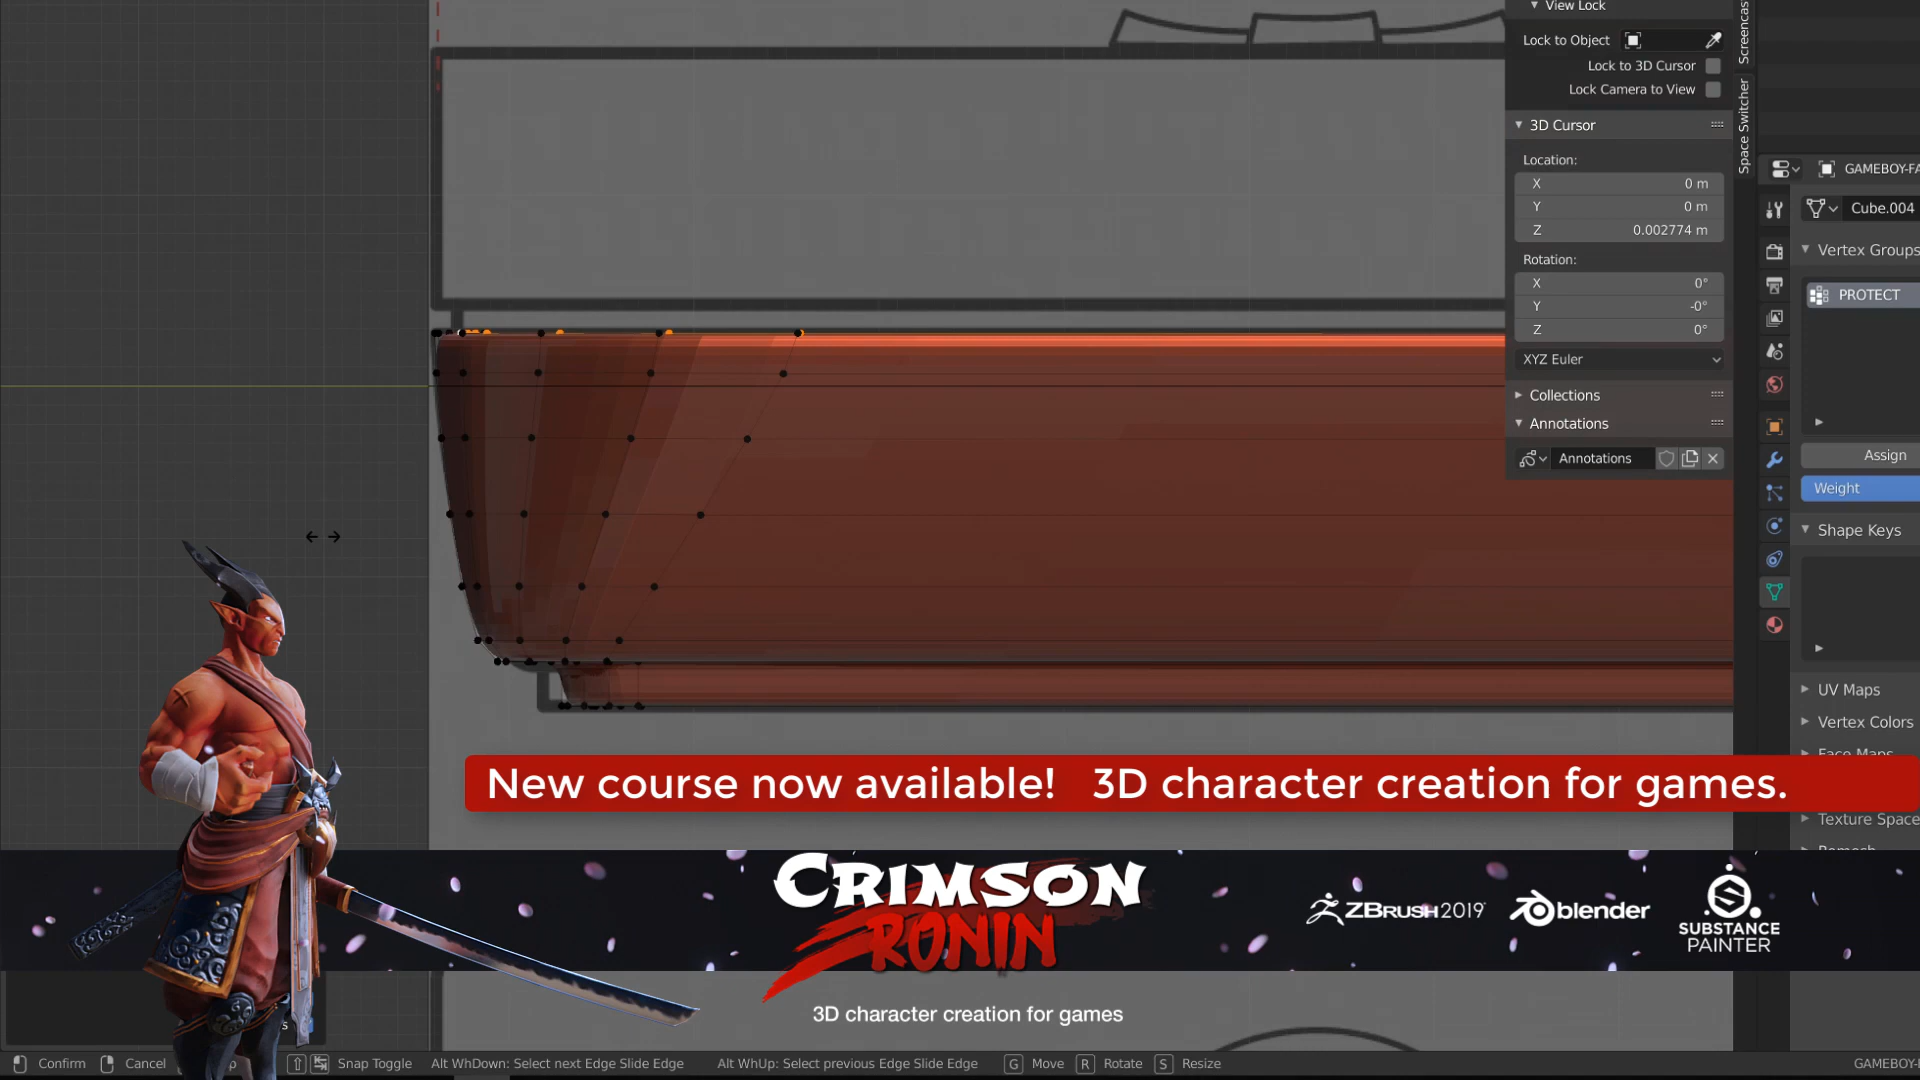 View Lock
Lock to Object
Lock to 3D Cursor
Lock Camera to View
3D Cursor
Location:
X 0 m
Y 0 m
Z 0.002774 m
Rotation:
X 0°
Y -0°
Z 0°
XYZ Euler
Collections
Annotations
Annotations
Screencas
Space Switcher
GAMEBOY-FA
Cube.004
Vertex Groups
PROTECT
Assign
Weight
Shape Keys
UV Maps
Vertex Colors
Face Maps
New course now available! 3D character creation for games.
Texture Space
Remesh
CRIMSON
RONIN
ZBRUSH 2019
blender
SUBSTANCE
PAINTER
3D character creation for games
Confirm Cancel Snap Toggle Alt WhDown: Select next Edge Slide Edge Alt WhUp: Select previous Edge Slide Edge G Move R Rotate S Resize GAMEBOY-F